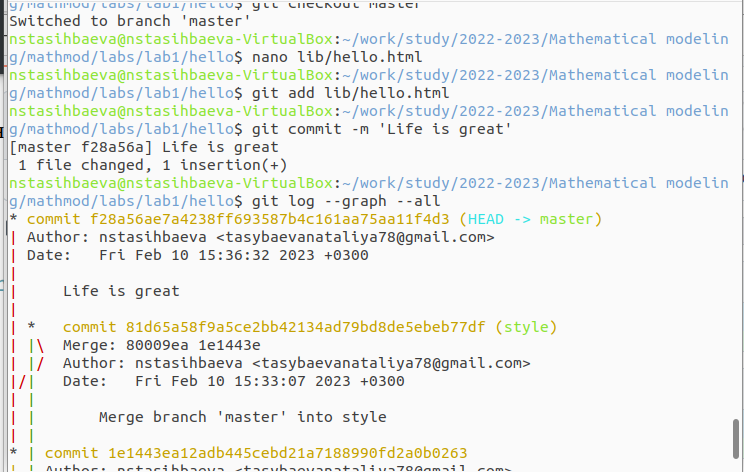 g/mathmod/labs/lab1/hello$ git checkout master
Switched to branch 'master'
nstasihbaeva@nstasihbaeva-VirtualBox:~/work/study/2022-2023/Mathematical modelin
g/mathmod/labs/lab1/hello$ nano lib/hello.html
nstasihbaeva@nstasihbaeva-VirtualBox:~/work/study/2022-2023/Mathematical modelin
g/mathmod/labs/lab1/hello$ git add lib/hello.html
nstasihbaeva@nstasihbaeva-VirtualBox:~/work/study/2022-2023/Mathematical modelin
g/mathmod/labs/lab1/hello$ git commit -m 'Life is great'
[master f28a56a] Life is great
 1 file changed, 1 insertion(+)
nstasihbaeva@nstasihbaeva-VirtualBox:~/work/study/2022-2023/Mathematical modelin
g/mathmod/labs/lab1/hello$ git log --graph --all
* commit f28a56ae7a4238ff693587b4c161aa75aa11f4d3 (HEAD -> master)
| Author: nstasihbaeva <tasybaevanataliya78@gmail.com>
| Date:   Fri Feb 10 15:36:32 2023 +0300
|
|     Life is great
|
| *   commit 81d65a58f9a5ce2bb42134ad79bd8de5ebeb77df (style)
| |\  Merge: 80009ea 1e1443e
| |/  Author: nstasihbaeva <tasybaevanataliya78@gmail.com>
|/|   Date:   Fri Feb 10 15:33:07 2023 +0300
| |
| |       Merge branch 'master' into style
| |
* | commit 1e1443ea12adb445cebd21a7188990fd2a0b0263
| | Author: nstasihbaeva <tasybaevanataliya78@gmail.com>